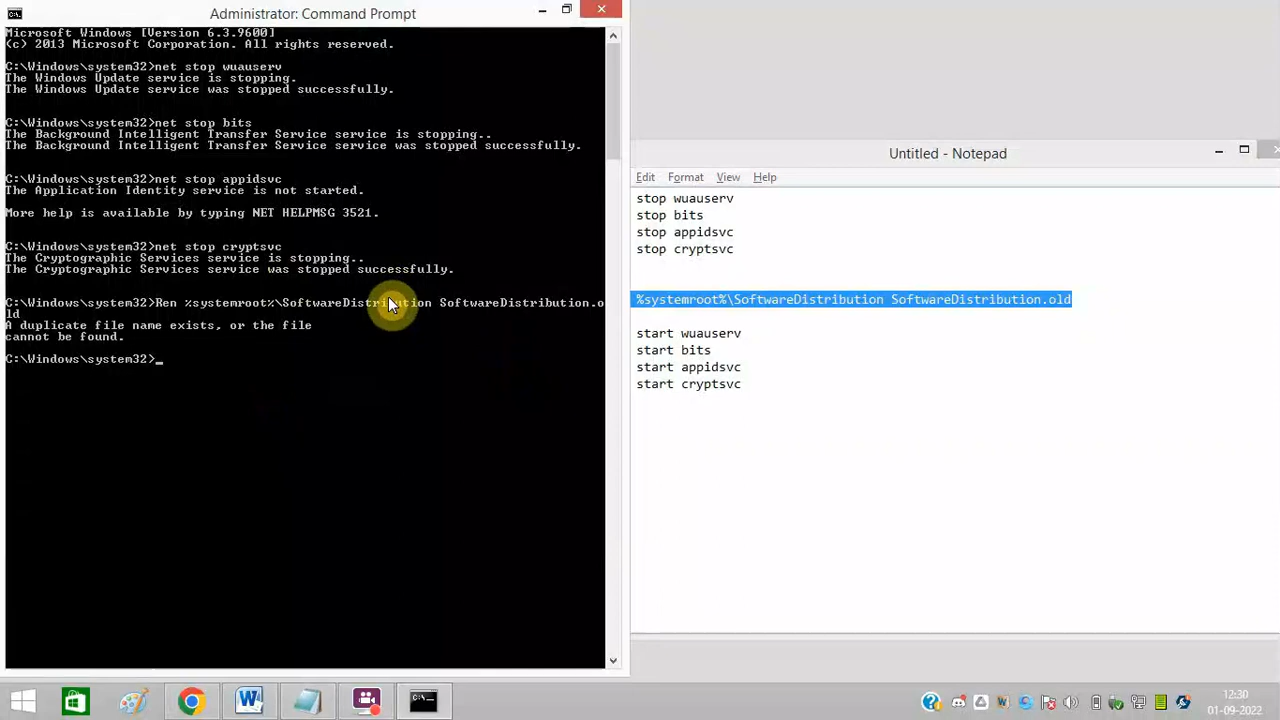 Administrator: Command Prompt
Microsoft Windows [Version 6.3.9600]
(c) 2013 Microsoft Corporation. All rights reserved.
C:\Windows\system32>net stop wuauserv
The Windows Update service is stopping.
The Windows Update service was stopped successfully.
C:\Windows\system32>net stop bits
The Background Intelligent Transfer Service service is stopping..
The Background Intelligent Transfer Service service was stopped successfully.
C:\Windows\system32>net stop appidsvc
The Application Identity service is not started.
More help is available by typing NET HELPMSG 3521.
C:\Windows\system32>net stop cryptsvc
The Cryptographic Services service is stopping..
The Cryptographic Services service was stopped successfully.
C:\Windows\system32>Ren %systemroot%\SoftwareDistribution SoftwareDistribution.o
ld
A duplicate file name exists, or the file
cannot be found.
C:\Windows\system32>_
Untitled - Notepad
Edit Format View Help
stop wuauserv
stop bits
stop appidsvc
stop cryptsvc
%systemroot%\SoftwareDistribution SoftwareDistribution.old
start wuauserv
start bits
start appidsvc
start cryptsvc
12:30
01-09-2022